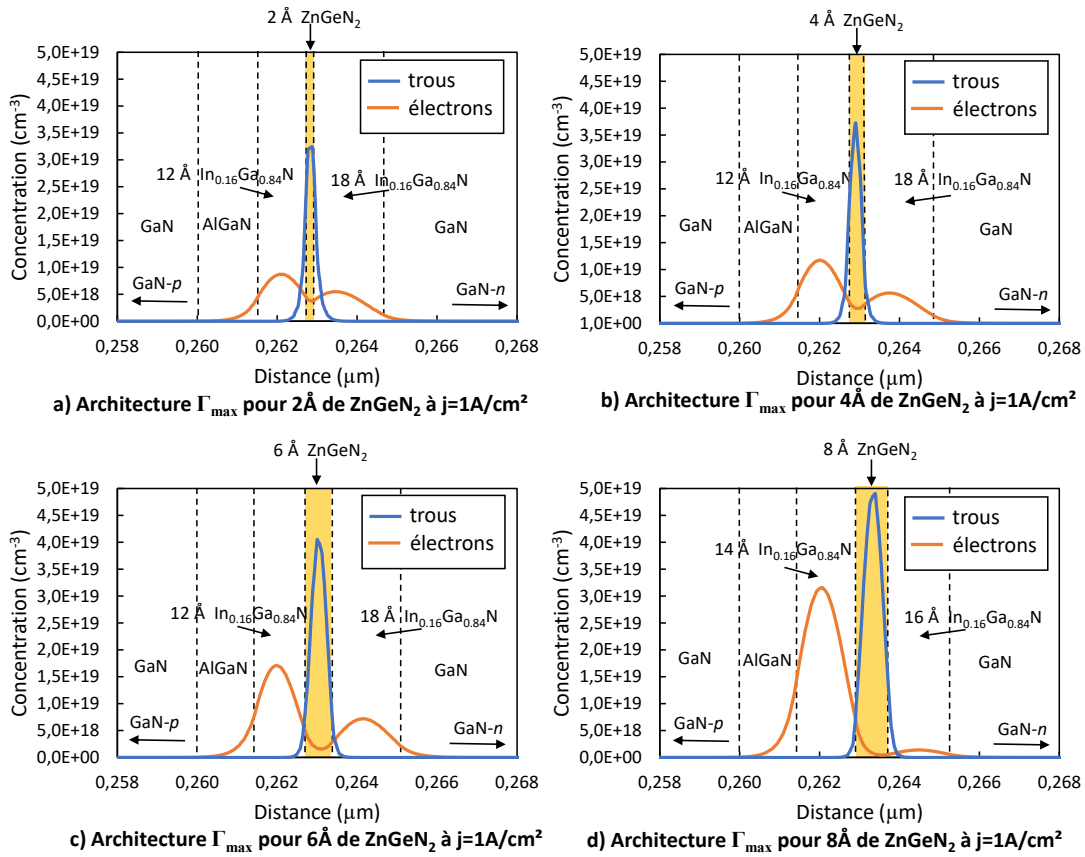 2 Å ZnGeN₂
5,0E+19
4,5E+19
4,0E+19
3,5E+19
3,0E+19
2,5E+19
2,0E+19
1,5E+19
1,0E+19
5,0E+18
0,0E+00
Concentration (cm⁻³)
trous
électrons
12 Å In₀.₁₆Ga₀.₈₄N
18 Å In₀.₁₆Ga₀.₈₄N
GaN
AlGaN
GaN
GaN-p
GaN-n
0,258 0,260 0,262 0,264 0,266 0,268
Distance (µm)
a) Architecture Γmax pour 2Å de ZnGeN₂ à j=1A/cm²
4 Å ZnGeN₂
5,0E+19
4,5E+19
4,0E+19
3,5E+19
3,0E+19
2,5E+19
2,0E+19
1,5E+19
1,0E+19
5,0E+18
1,0E+00
Concentration (cm⁻³)
trous
électrons
12 Å In₀.₁₆Ga₀.₈₄N
18 Å In₀.₁₆Ga₀.₈₄N
GaN
AlGaN
GaN
GaN-p
GaN-n
0,258 0,260 0,262 0,264 0,266 0,268
Distance (µm)
b) Architecture Γmax pour 4Å de ZnGeN₂ à j=1A/cm²
6 Å ZnGeN₂
5,0E+19
4,5E+19
4,0E+19
3,5E+19
3,0E+19
2,5E+19
2,0E+19
1,5E+19
1,0E+19
5,0E+18
0,0E+00
Concentration (cm⁻³)
trous
électrons
12 Å In₀.₁₆Ga₀.₈₄N
18 Å In₀.₁₆Ga₀.₈₄N
GaN
AlGaN
GaN
GaN-p
GaN-n
0,258 0,260 0,262 0,264 0,266 0,268
Distance (µm)
c) Architecture Γmax pour 6Å de ZnGeN₂ à j=1A/cm²
8 Å ZnGeN₂
5,0E+19
4,5E+19
4,0E+19
3,5E+19
3,0E+19
2,5E+19
2,0E+19
1,5E+19
1,0E+19
5,0E+18
0,0E+00
Concentration (cm⁻³)
trous
électrons
14 Å In₀.₁₆Ga₀.₈₄N
16 Å In₀.₁₆Ga₀.₈₄N
GaN
AlGaN
GaN
GaN-p
GaN-n
0,258 0,260 0,262 0,264 0,266 0,268
Distance (µm)
d) Architecture Γmax pour 8Å de ZnGeN₂ à j=1A/cm²